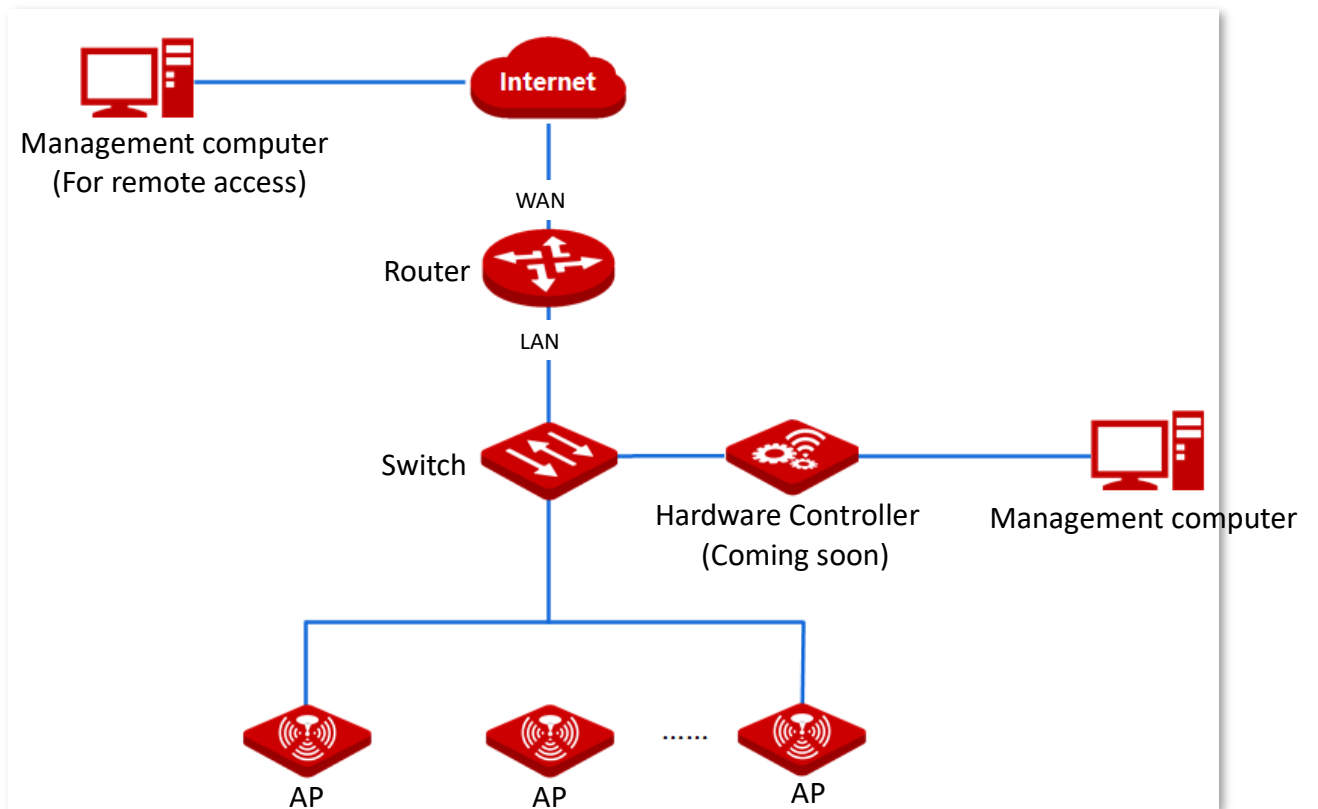 Internet
Management computer
(For remote access)
WAN
Router
LAN
Switch
Hardware Controller
(Coming soon)
Management computer
......
AP
AP
AP